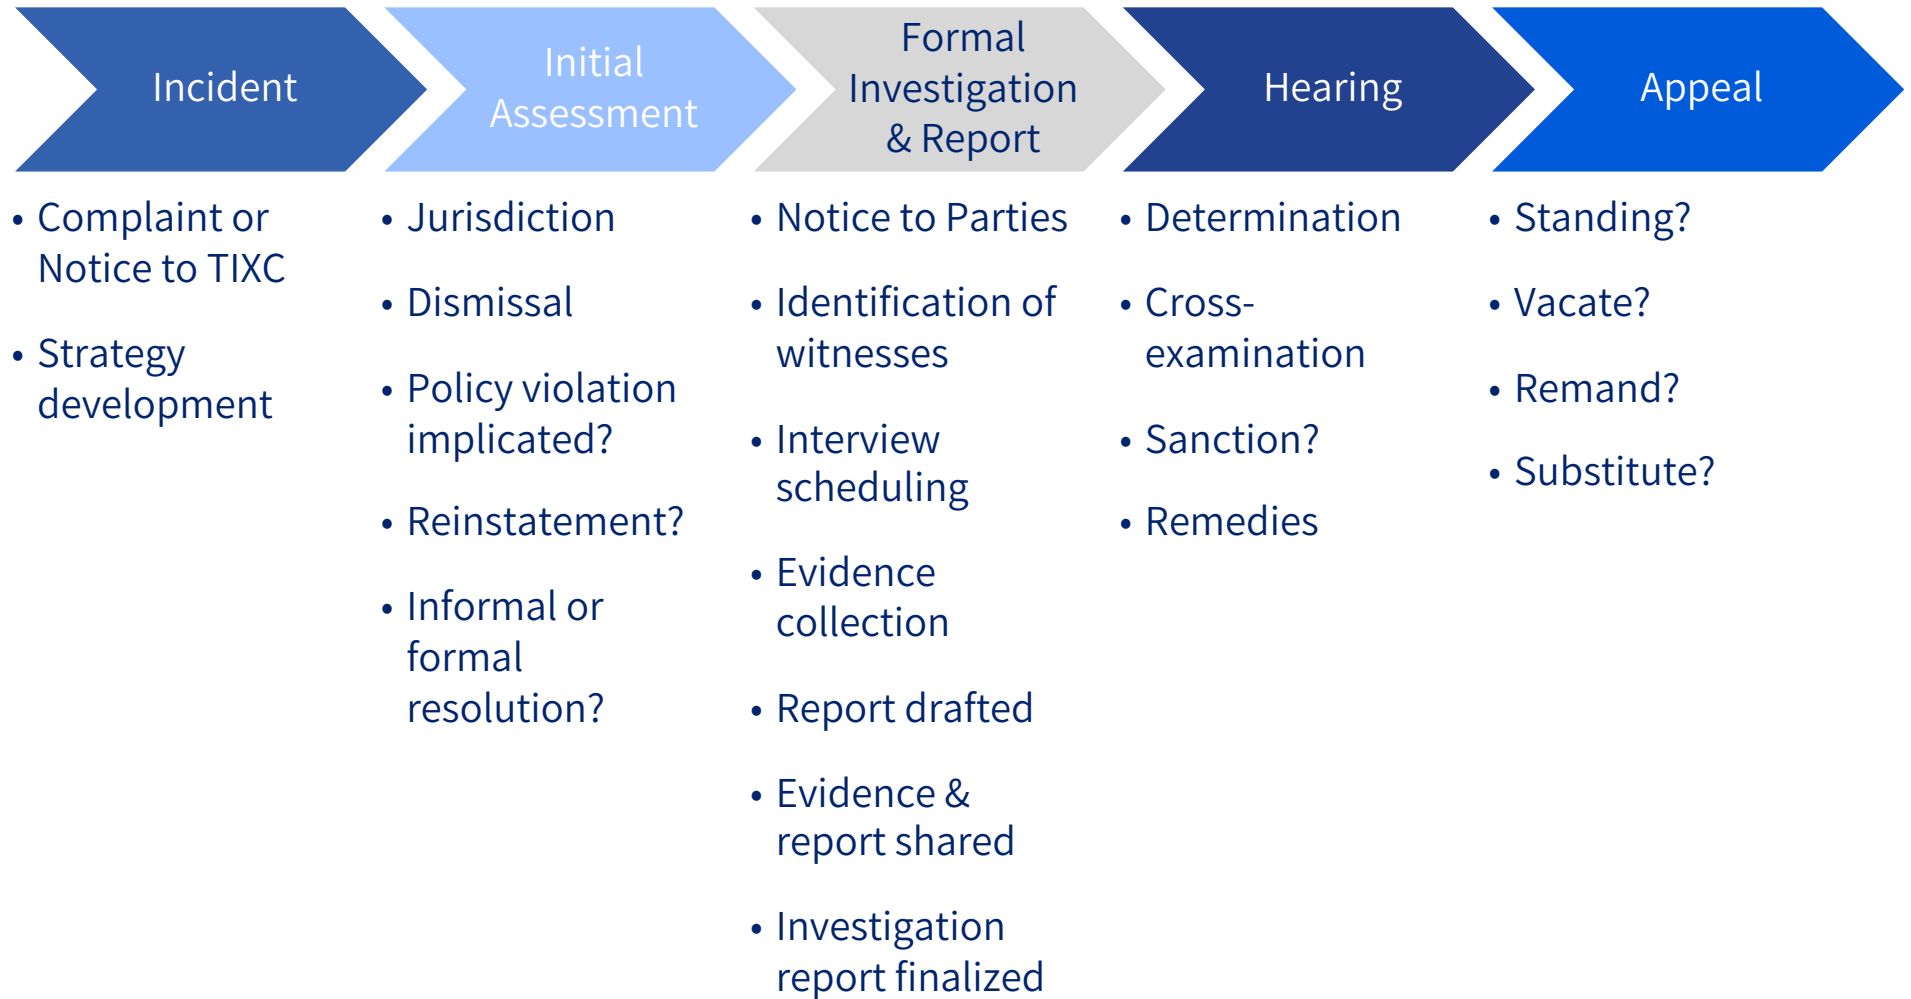 Incident
• Complaint or
Notice to TIXC
• Strategy
development
Initial
Assessment
• Jurisdiction
• Dismissal
• Policy violation
implicated?
• Reinstatement?
• Informal or
formal
resolution?
Formal
Investigation
& Report
• Notice to Parties
• Identification of
witnesses
• Interview
scheduling
• Evidence
collection
• Report drafted
• Evidence &
report shared
• Investigation
report finalized
Hearing
• Determination
• Cross-
examination
• Sanction?
• Remedies
Appeal
• Standing?
• Vacate?
• Remand?
• Substitute?